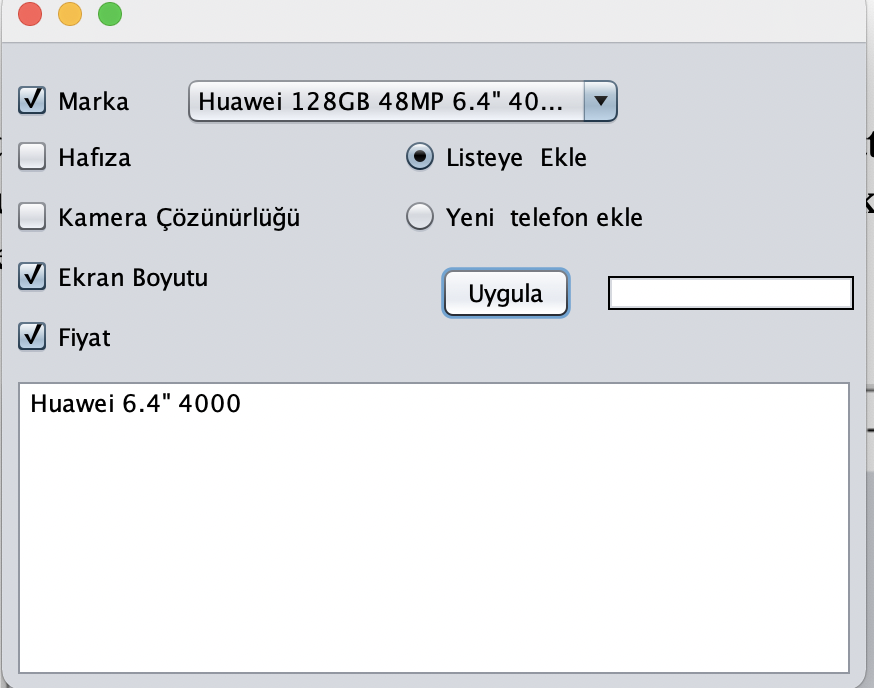 Marka
Huawei 128GB 48MP 6.4" 40...
Hafıza
Listeye Ekle
Kamera Çözünürlüğü
Yeni telefon ekle
Ekran Boyutu
Uygula
Fiyat
Huawei 6.4" 4000